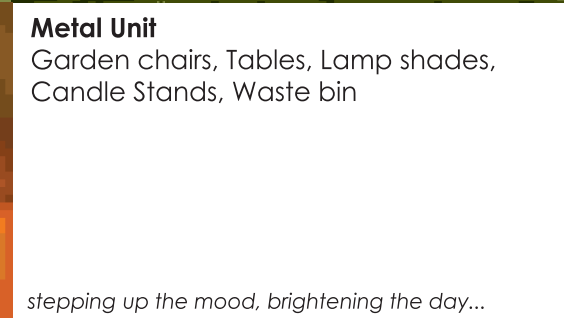 Metal Unit
Garden chairs, Tables, Lamp shades,
Candle Stands, Waste bin
stepping up the mood, brightening the day...